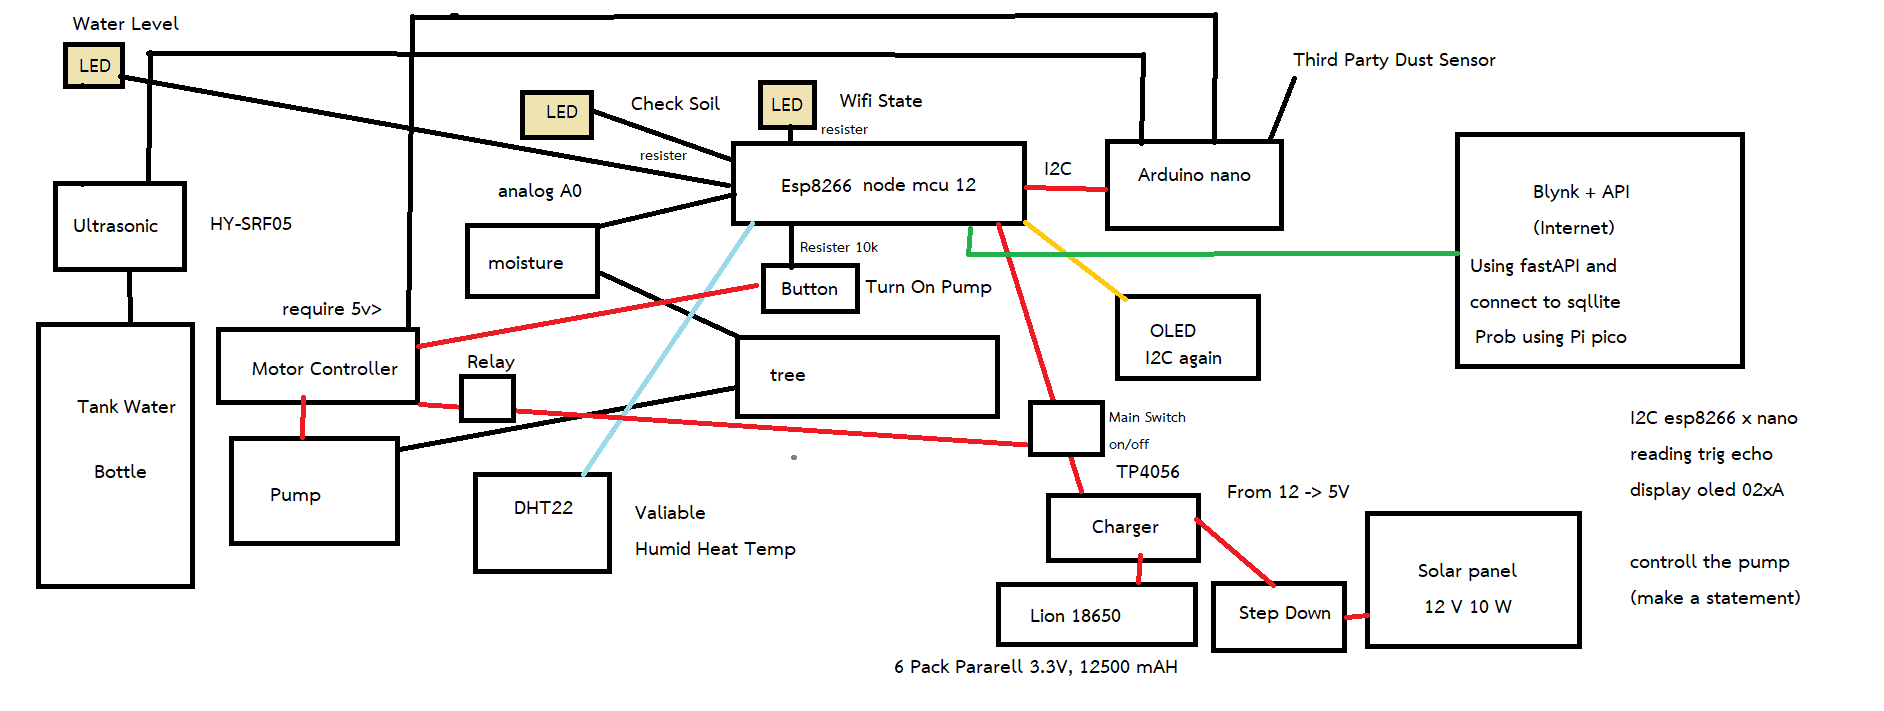 Water Level
LED
Third Party Dust Sensor
LED
Check Soil
LED
Wifi State
resister
resister
I2C
Arduino nano
Esp8266 node mcu 12
analog A0
Blynk + API
(Internet)
Using fastAPI and
connect to sqllite
Prob using Pi pico
Ultrasonic
HY-SRF05
Resister 10k
moisture
Button
Turn On Pump
require 5v>
OLED
I2C again
Motor Controller
Relay
tree
Tank Water
Bottle
Main Switch
on/off
TP4056
I2C esp8266 x nano
reading trig echo
display oled 02xA
controll the pump
(make a statement)
Pump
DHT22
Valiable
Humid Heat Temp
From 12 -> 5V
Charger
Solar panel
12 V 10 W
Lion 18650
Step Down
6 Pack Pararell 3.3V, 12500 mAH